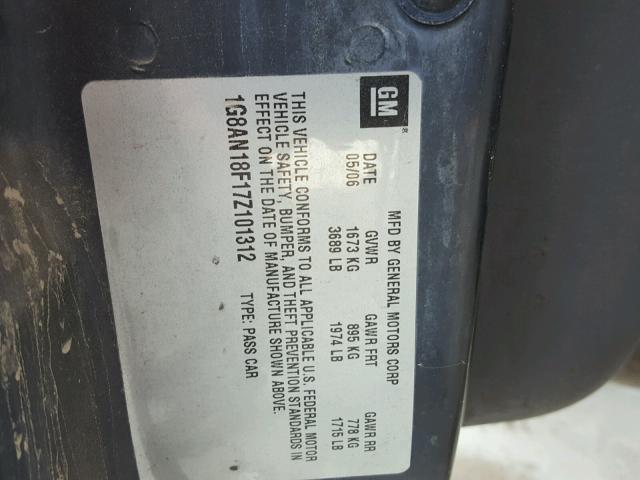 GM
®
MFD BY GENERAL MOTORS CORP
DATE GVWR GAWR FRT GAWR RR
05/06 1673 KG 895 KG 778 KG
3689 LB 1974 LB 1715 LB
THIS VEHICLE CONFORMS TO ALL APPLICABLE U.S. FEDERAL MOTOR
VEHICLE SAFETY, BUMPER, AND THEFT PREVENTION STANDARDS IN
EFFECT ON THE DATE OF MANUFACTURE SHOWN ABOVE.
1G8AN18F17Z101312 TYPE: PASS CAR